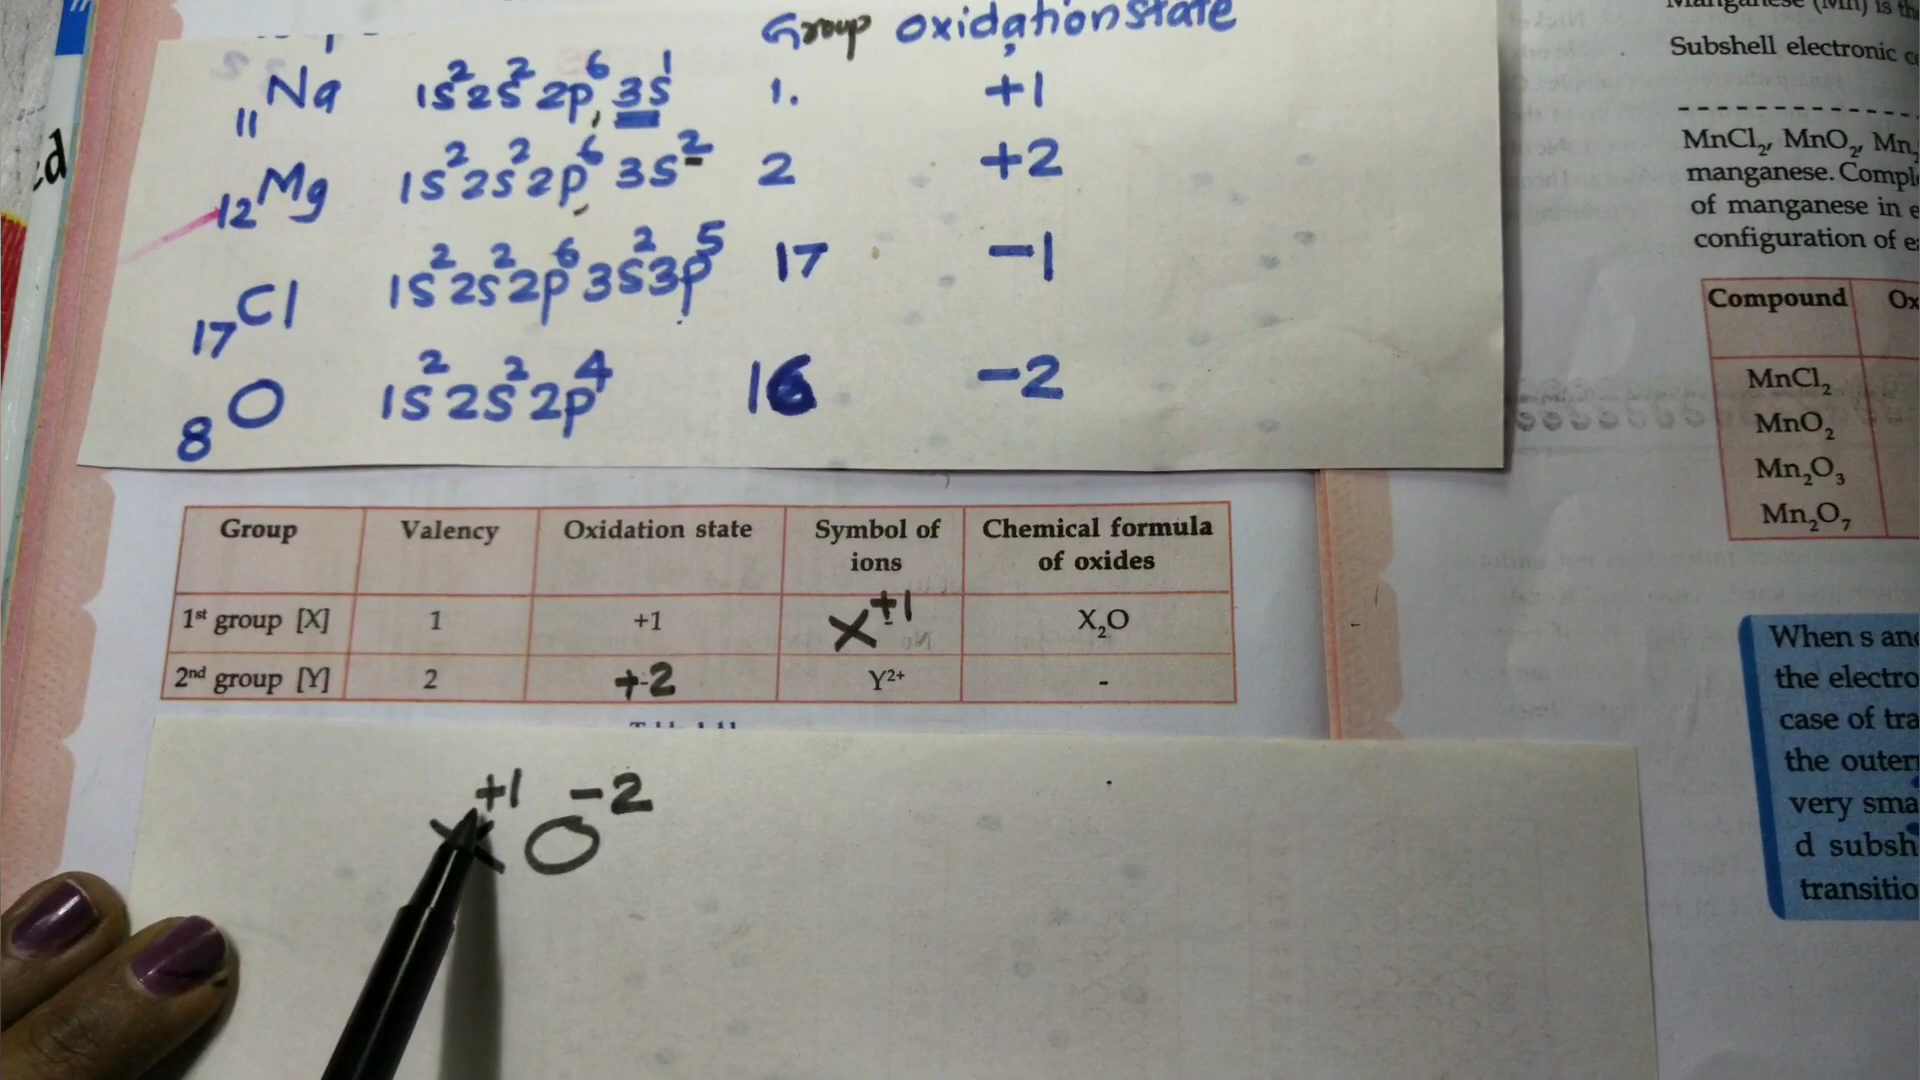 Group oxidation state
11Na 1s² 2s² 2p⁶ 3s¹ 1. +1
12Mg 1s² 2s² 2p⁶ 3s² 2 +2
17Cl 1s² 2s² 2p⁶ 3s² 3p⁵ 17 -1
8O 1s² 2s² 2p⁴ 16 -2
Group Valency Oxidation state Symbol of ions Chemical formula of oxides
1st group [X] 1 +1 X+1 X₂O
2nd group [Y] 2 +2 Y²⁺ -
X+1 O-2
Subshell electronic
MnCl₂, MnO₂, Mn
manganese.
of manganese in
configuration of
Compound
MnCl₂
MnO₂
Mn₂O₃
Mn₂O₇
When s and
the electro
case of tra
the outer
very sma
d subsh
transitio